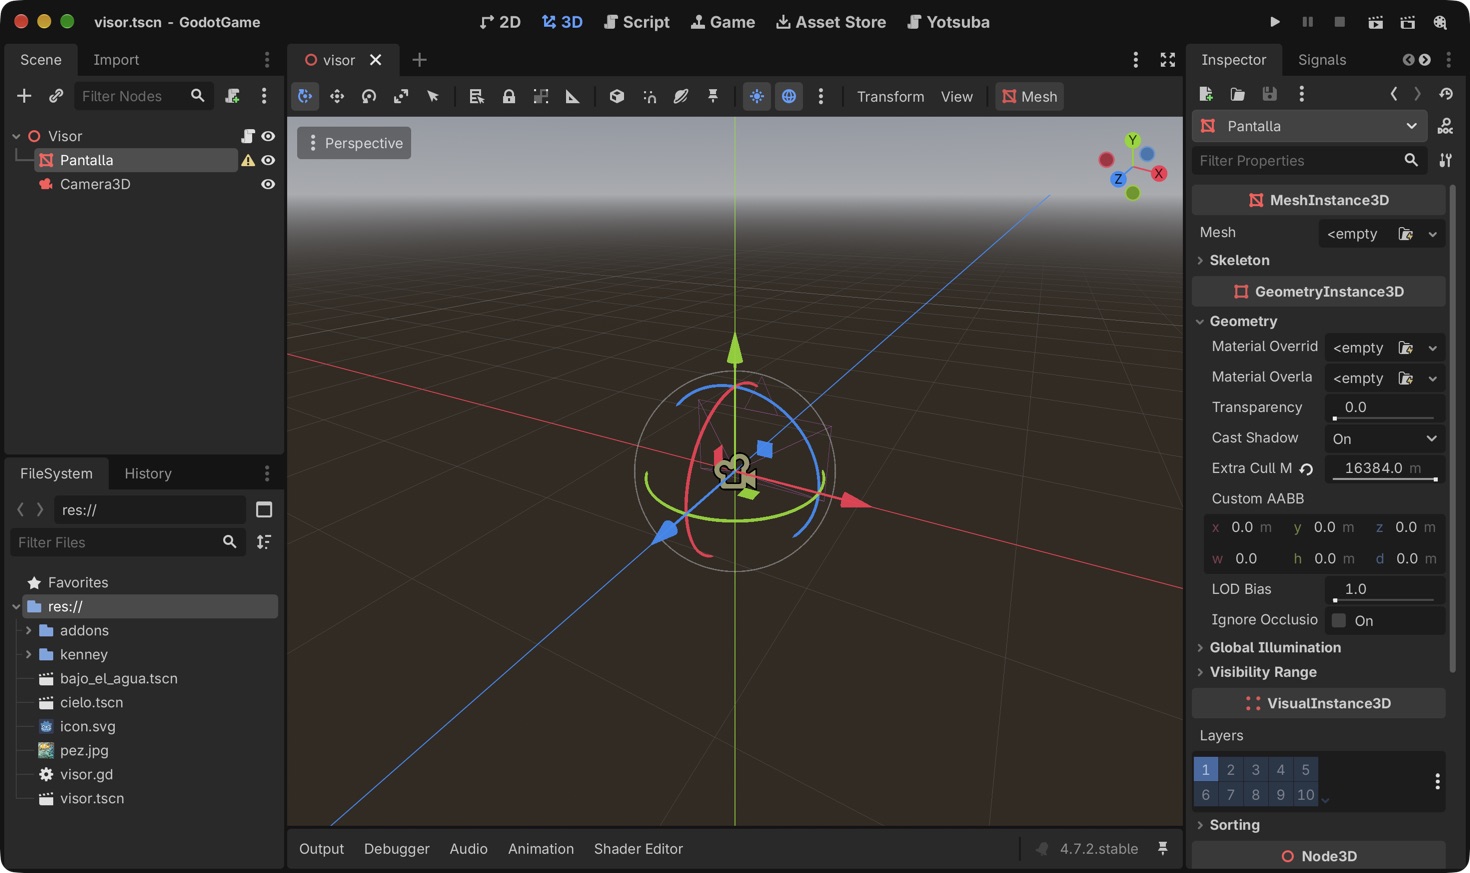 visor.tscn - GodotGame
2D
3D
Script
Game
Asset Store
Yotsuba
Scene
Import
Filter Nodes
Visor
Pantalla
Camera3D
FileSystem
History
res://
Filter Files
Favorites
res://
addons
kenney
bajo_el_agua.tscn
cielo.tscn
icon.svg
pez.jpg
visor.gd
visor.tscn
visor
Transform
View
Mesh
Perspective
Y
X
Z
Output
Debugger
Audio
Animation
Shader Editor
4.7.2.stable
Inspector
Signals
Pantalla
DOC
Filter Properties
MeshInstance3D
Mesh
<empty
Skeleton
GeometryInstance3D
Geometry
Material Overrid
<empty
Material Overla
<empty
Transparency
0.0
Cast Shadow
On
Extra Cull M
16384.0 m
Custom AABB
x 0.0 m y 0.0 m z 0.0 m
w 0.0 h 0.0 m d 0.0 m
LOD Bias
1.0
Ignore Occlusio
On
Global Illumination
Visibility Range
VisualInstance3D
Layers
1 2 3 4 5
6 7 8 9 10
Sorting
Node3D